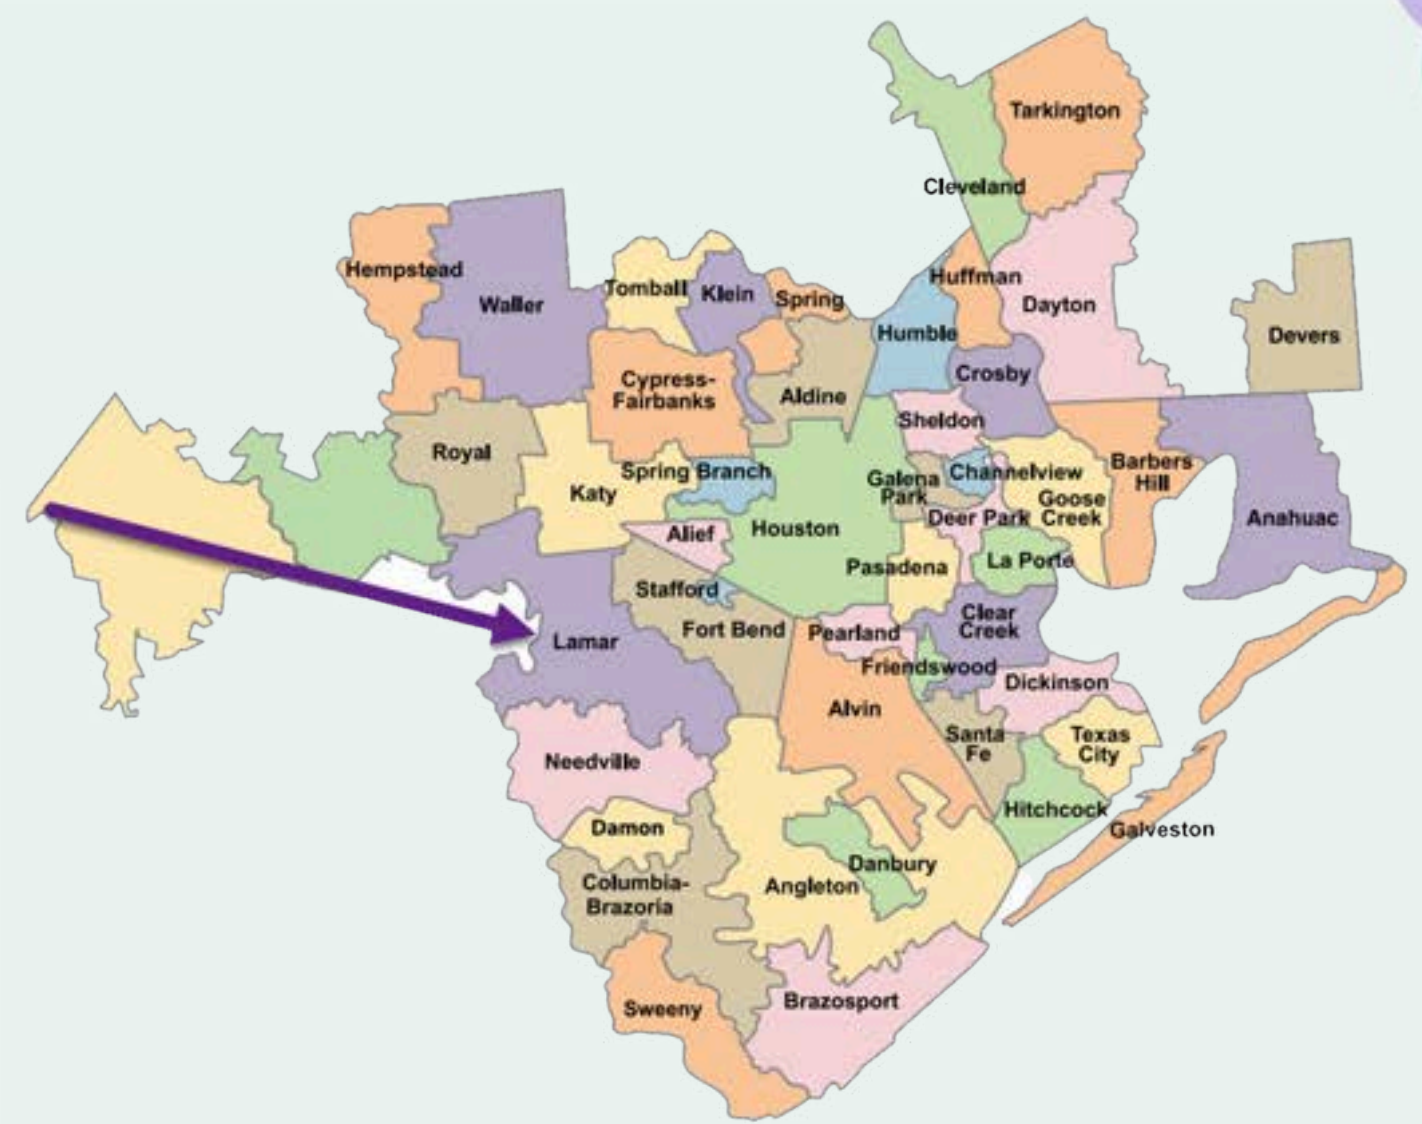 Tarkington
Cleveland
Hempstead
Waller
Tomball
Klein
Spring
Huffman
Dayton
Humble
Devers
Crosby
Cypress-
Fairbanks
Aldine
Sheldon
Royal
Katy
Spring Branch
Galena
Park
Channelview
Barbers
Hill
Goose
Creek
Deer Park
Anahuac
Alief
Houston
Pasadena
La Porte
Stafford
Lamar
Fort Bend
Pearland
Clear
Creek
Friendswood
Dickinson
Alvin
Santa
Fe
Texas
City
Needville
Hitchcock
Galveston
Damon
Danbury
Angleton
Columbia-
Brazoria
Sweeny
Brazosport